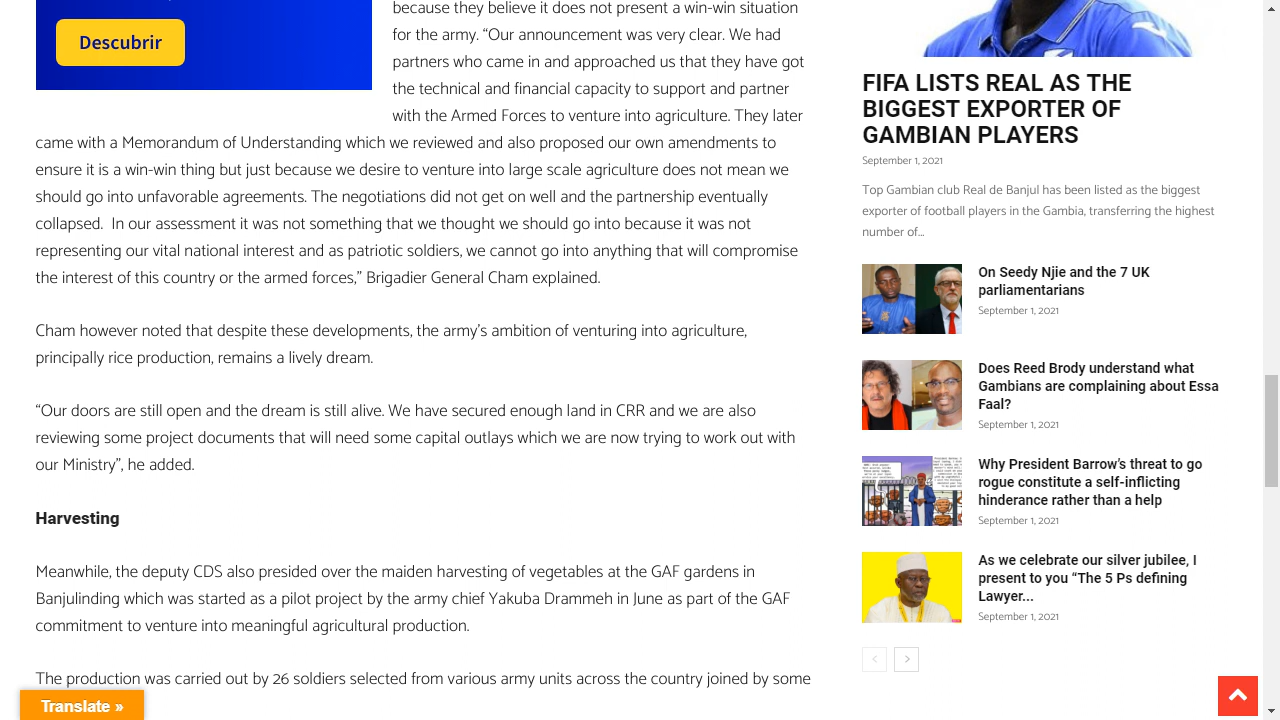 Descubrir
because they believe it does not present a win-win situation
for the army. “Our announcement was very clear. We had
partners who came in and approached us that they have got
the technical and financial capacity to support and partner
with the Armed Forces to venture into agriculture. They later
came with a Memorandum of Understanding which we reviewed and also proposed our own amendments to
ensure it is a win-win thing but just because we desire to venture into large scale agriculture does not mean we
should go into unfavorable agreements. The negotiations did not get on well and the partnership eventually
collapsed.  In our assessment it was not something that we thought we should go into because it was not
representing our vital national interest and as patriotic soldiers, we cannot go into anything that will compromise
the interest of this country or the armed forces,” Brigadier General Cham explained.
Cham however noted that despite these developments, the army’s ambition of venturing into agriculture,
principally rice production, remains a lively dream.
“Our doors are still open and the dream is still alive. We have secured enough land in CRR and we are also
reviewing some project documents that will need some capital outlays which we are now trying to work out with
our Ministry”, he added.
Harvesting
Meanwhile, the deputy CDS also presided over the maiden harvesting of vegetables at the GAF gardens in
Banjulinding which was started as a pilot project by the army chief Yakuba Drammeh in June as part of the GAF
commitment to venture into meaningful agricultural production.
The production was carried out by 26 soldiers selected from various army units across the country joined by some
Translate »
FIFA LISTS REAL AS THE
BIGGEST EXPORTER OF
GAMBIAN PLAYERS
September 1, 2021
Top Gambian club Real de Banjul has been listed as the biggest
exporter of football players in the Gambia, transferring the highest
number of...
On Seedy Njie and the 7 UK
parliamentarians
September 1, 2021
Does Reed Brody understand what
Gambians are complaining about Essa
Faal?
September 1, 2021
Why President Barrow’s threat to go
rogue constitute a self-inflicting
hinderance rather than a help
September 1, 2021
As we celebrate our silver jubilee, I
present to you “The 5 Ps defining
Lawyer...
September 1, 2021